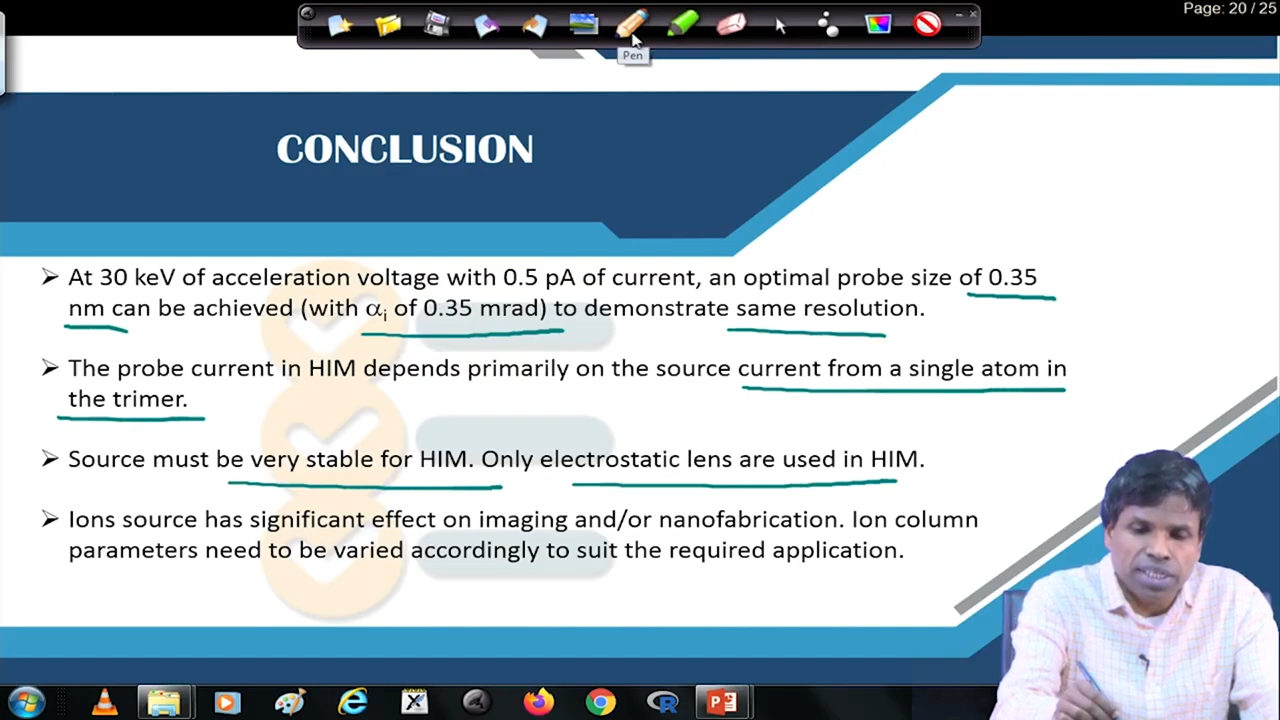 Page: 20 / 25
Pen
CONCLUSION
➢ At 30 keV of acceleration voltage with 0.5 pA of current, an optimal probe size of 0.35
nm can be achieved (with αi of 0.35 mrad) to demonstrate same resolution.
➢ The probe current in HIM depends primarily on the source current from a single atom in
the trimer.
➢ Source must be very stable for HIM. Only electrostatic lens are used in HIM.
➢ Ions source has significant effect on imaging and/or nanofabrication. Ion column
parameters need to be varied accordingly to suit the required application.